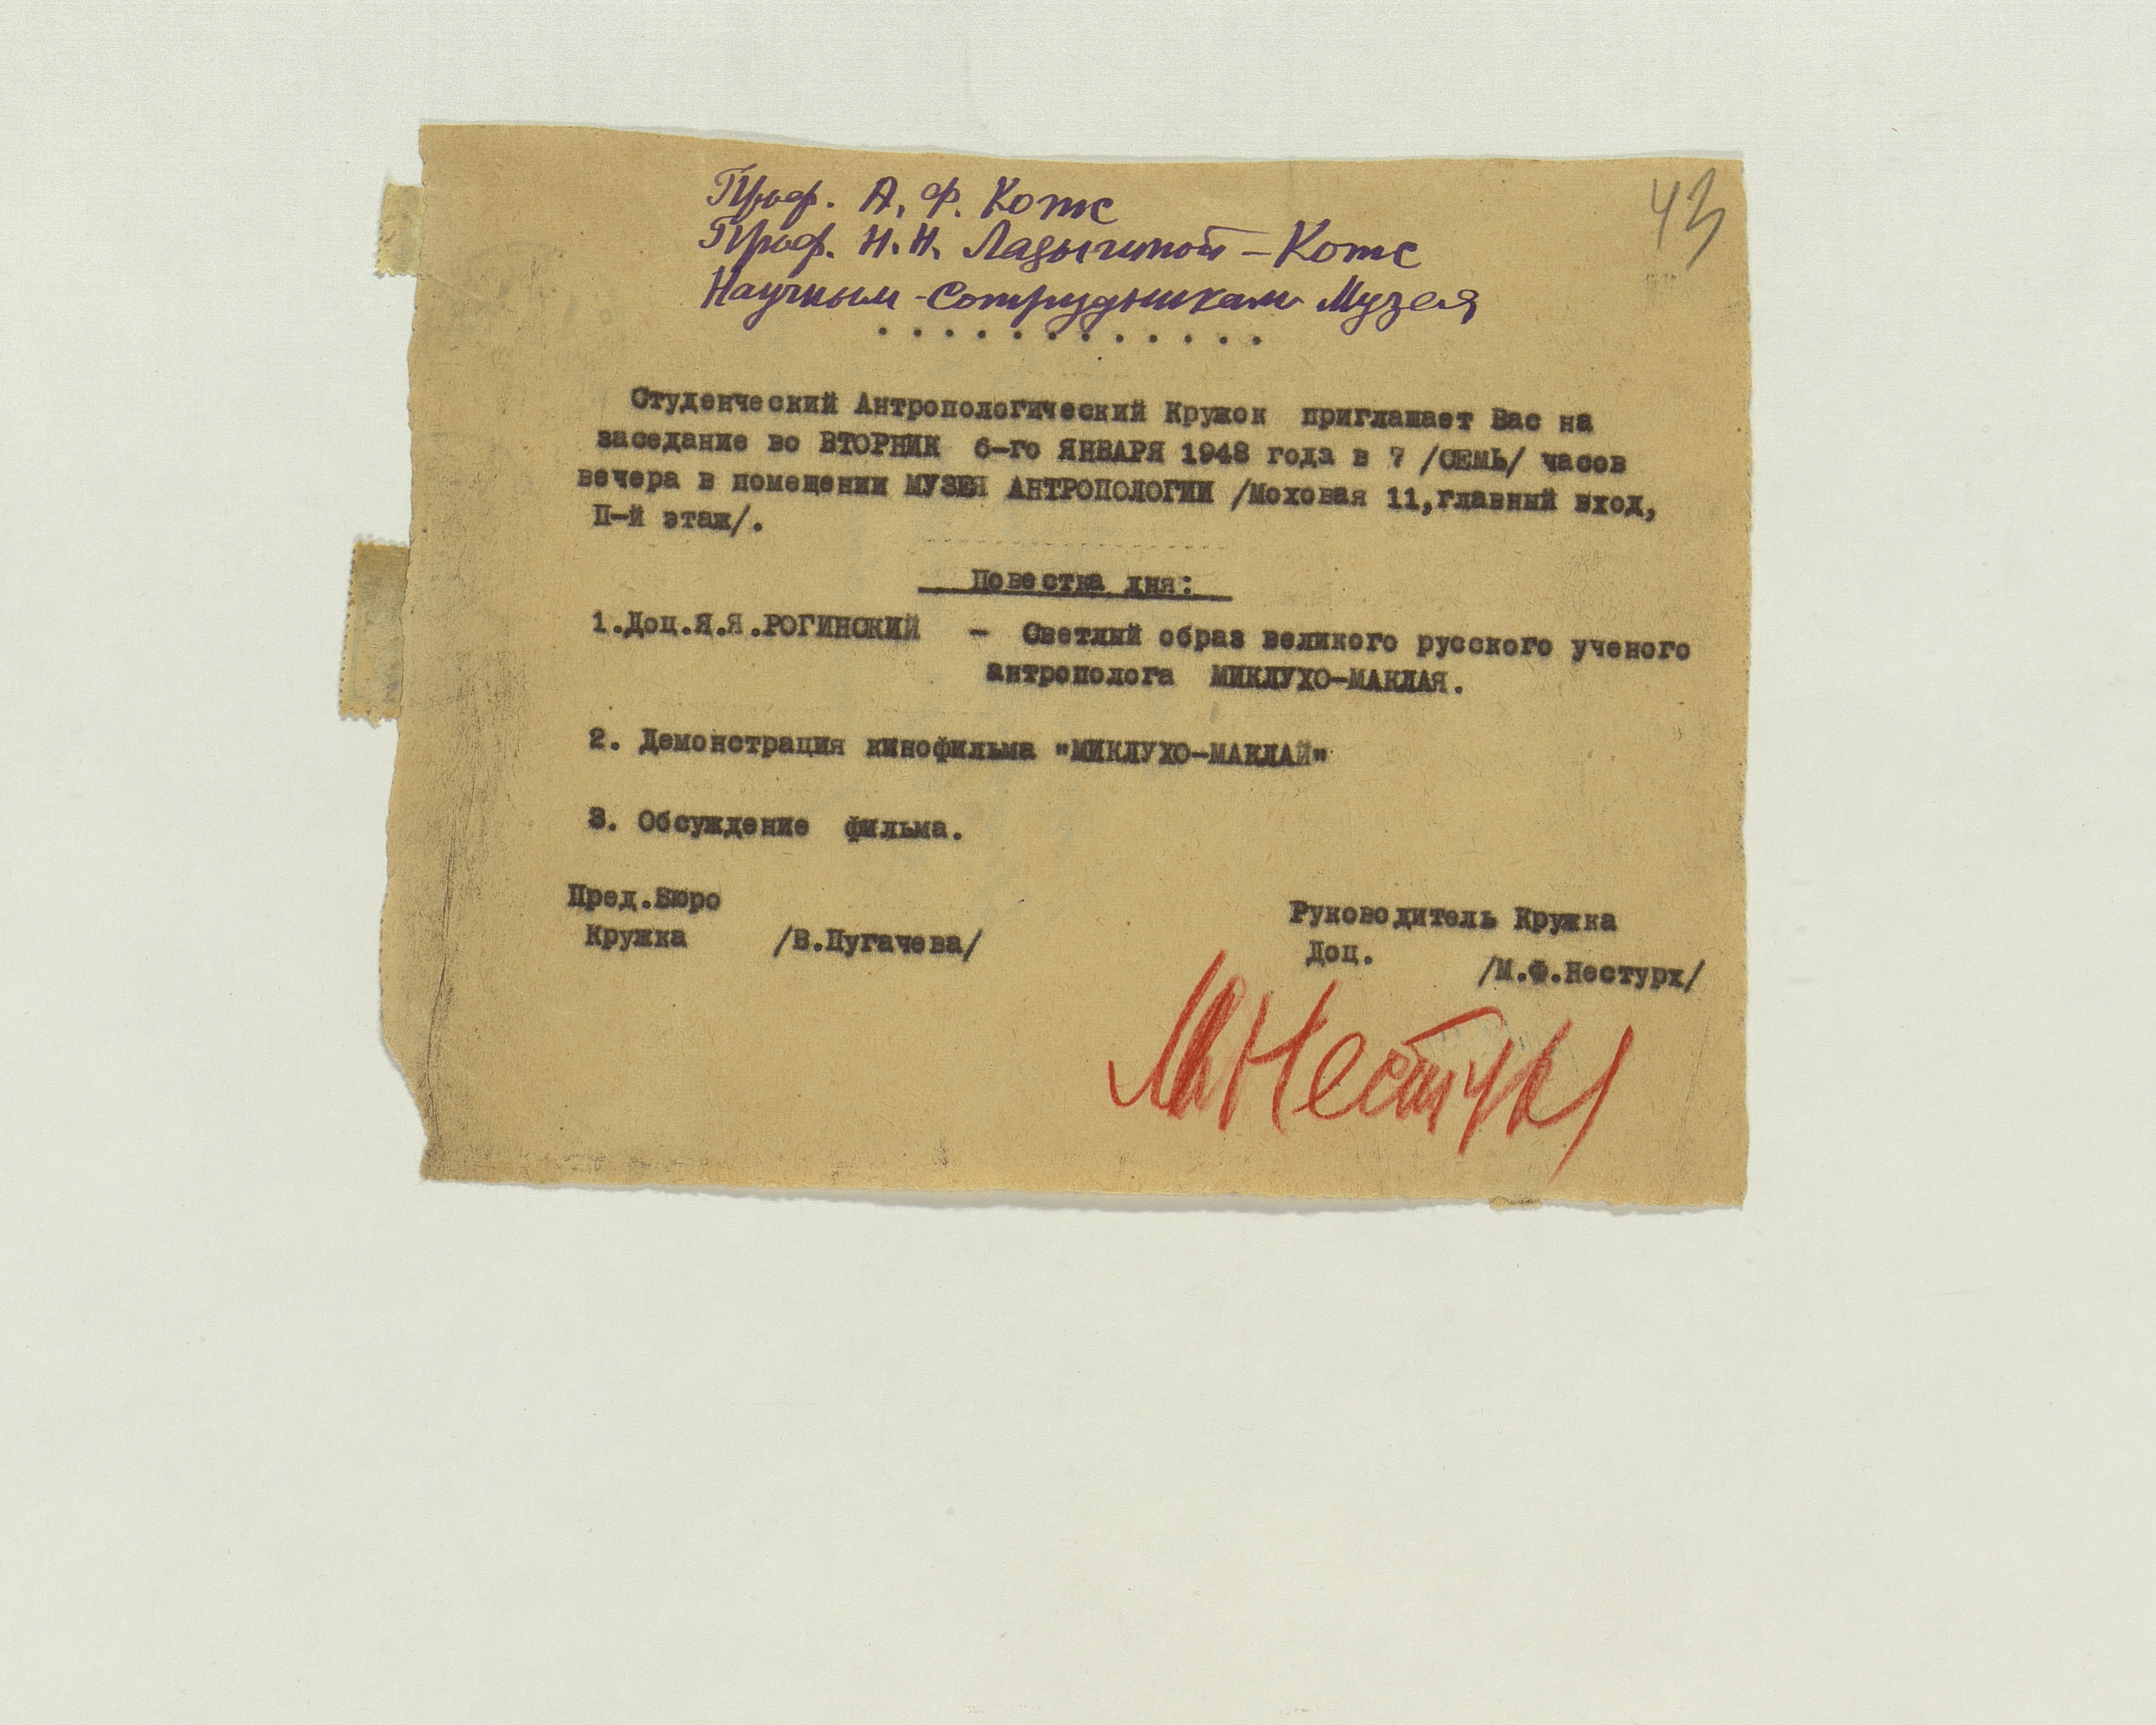 43
Проф. А. Ф. Котс
Проф. Н. Н. Ладыгиной-Котс
Научным сотрудникам Музея
. . . . . . . . . . . .
Студенческий Антропологический Кружок приглашает Вас на
заседание во ВТОРНИК 6-го ЯНВАРЯ 1948 года в 7 /СЕМЬ/ часов
вечера в помещении МУЗЕЯ АНТРОПОЛОГИИ /Моховая 11,главный вход,
П-й этаж/.
Повестка дня:
1.Доц.Я.Я.РОГИНСКИЙ - Светлый образ великого русского ученого
антрополога МИКЛУХО-МАКЛАЯ.
2. Демонстрация кинофильма "МИКЛУХО-МАКЛАЙ"
3. Обсуждение фильма.
Пред.Бюро
Кружка /В.Пугачева/
Руководитель Кружка
Доц. /М.Ф.Нестурх/
МНестурх